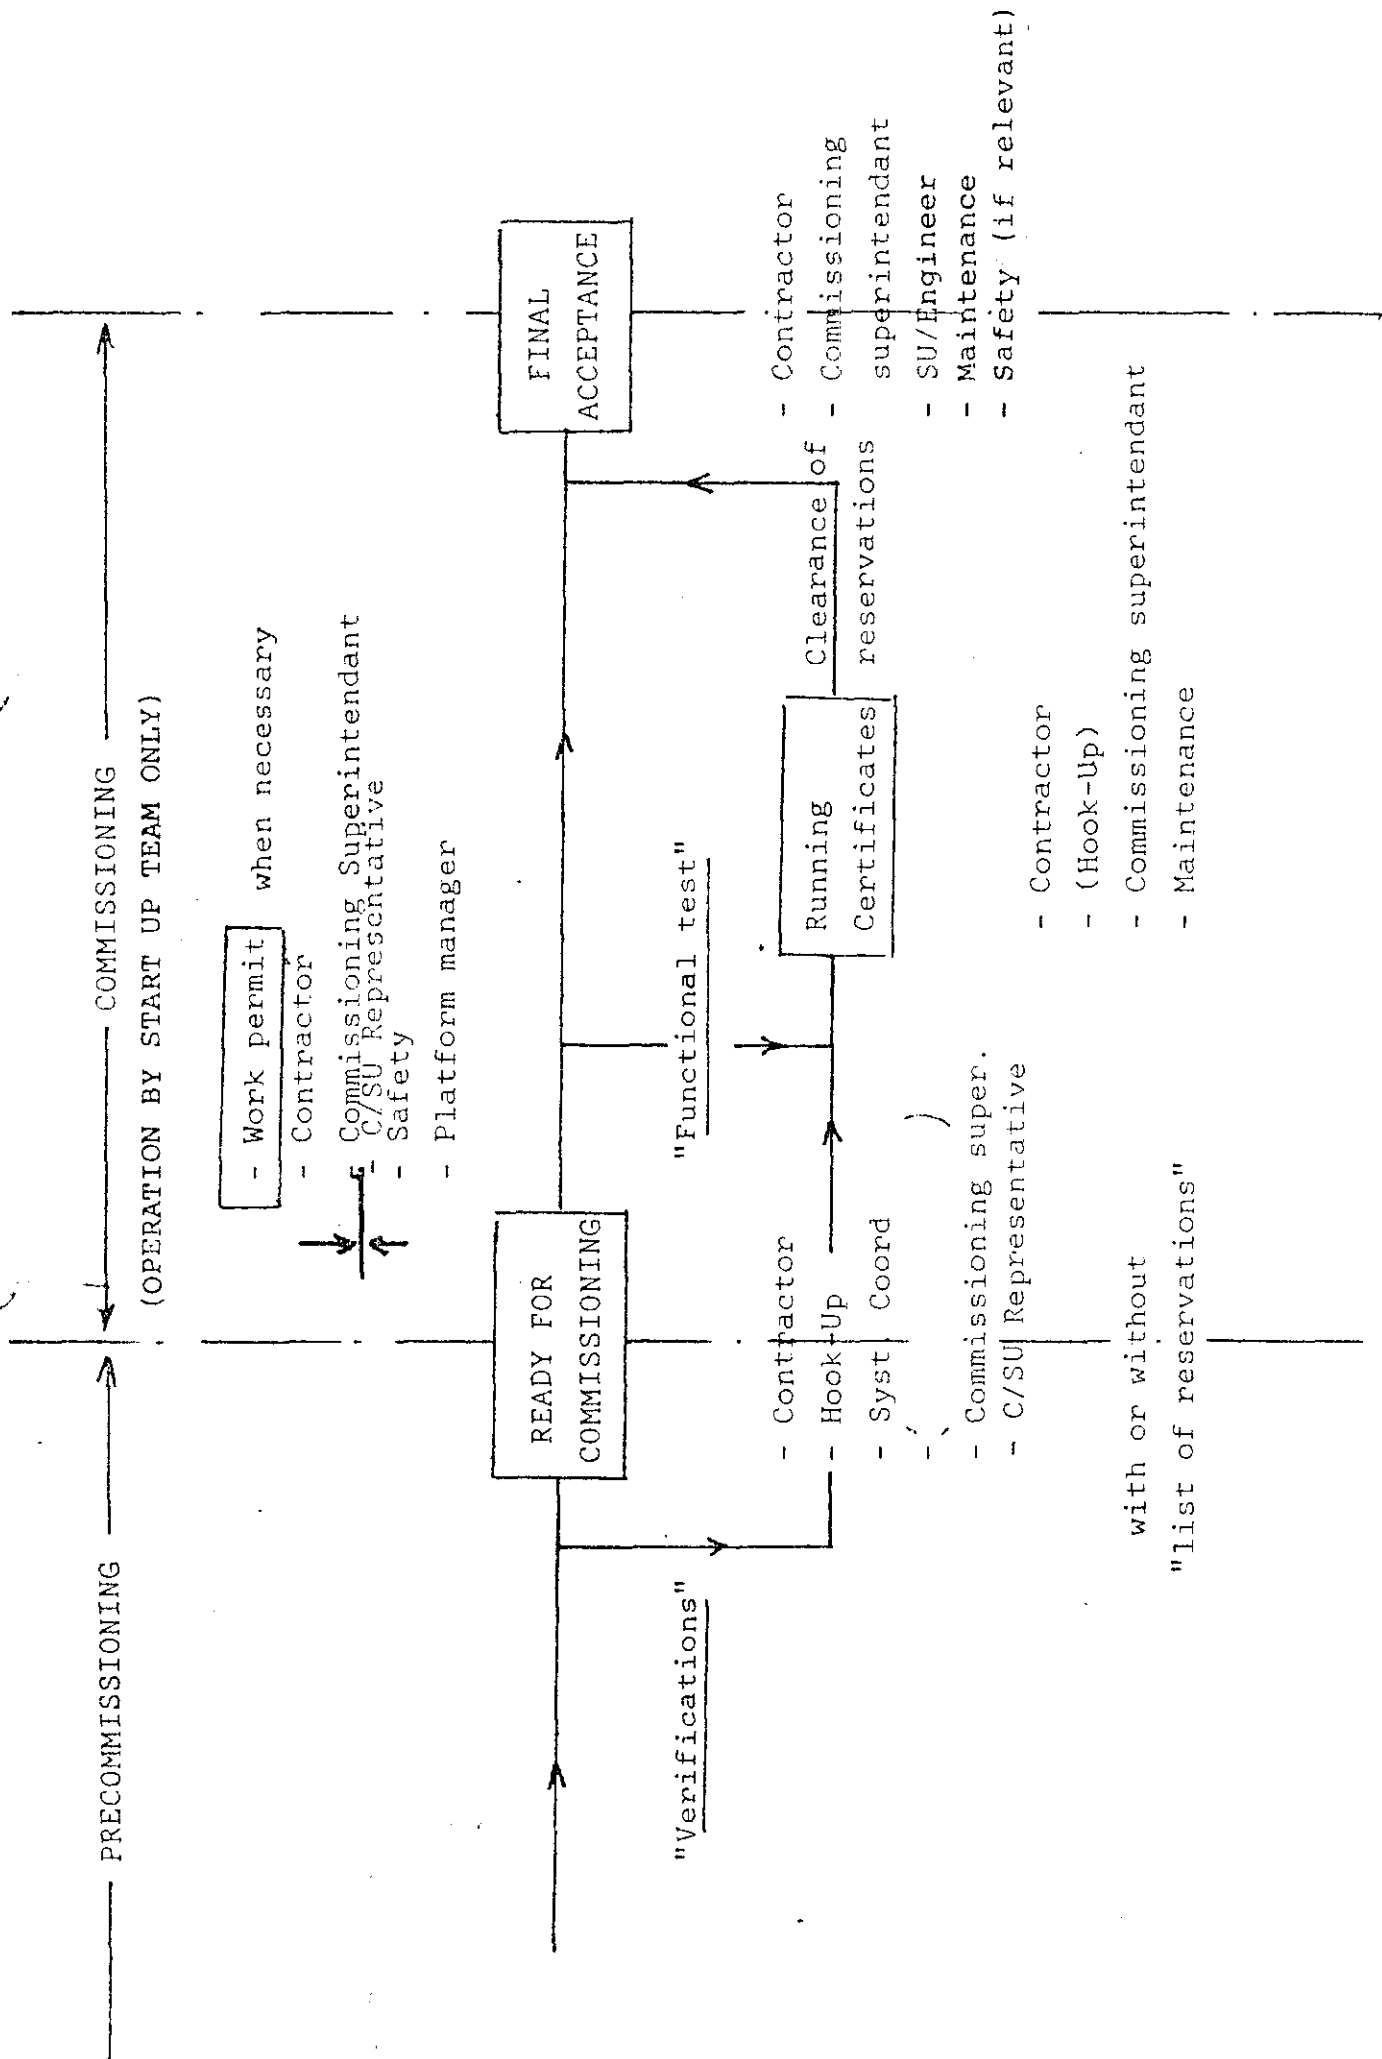 PRECOMMISSIONING
COMMISSIONING
(OPERATION BY START UP TEAM ONLY)
- Work permit when necessary
- Contractor
- Commissioning Superintendant
- C/SU Representative
- Safety
- Platform manager
READY FOR
COMMISSIONING
FINAL
ACCEPTANCE
"Verifications"
"Functional test"
- Contractor
- Hook-Up
- Syst Coord
-
- Commissioning super.
- C/SU Representative
with or without
"list of reservations"
Running
Certificates
Clearance of
reservations
- Contractor
- (Hook-Up)
- Commissioning superintendant
- Maintenance
- Contractor
- Commissioning
superintendant
- SU/Engineer
- Maintenance
- Safety (if relevant)